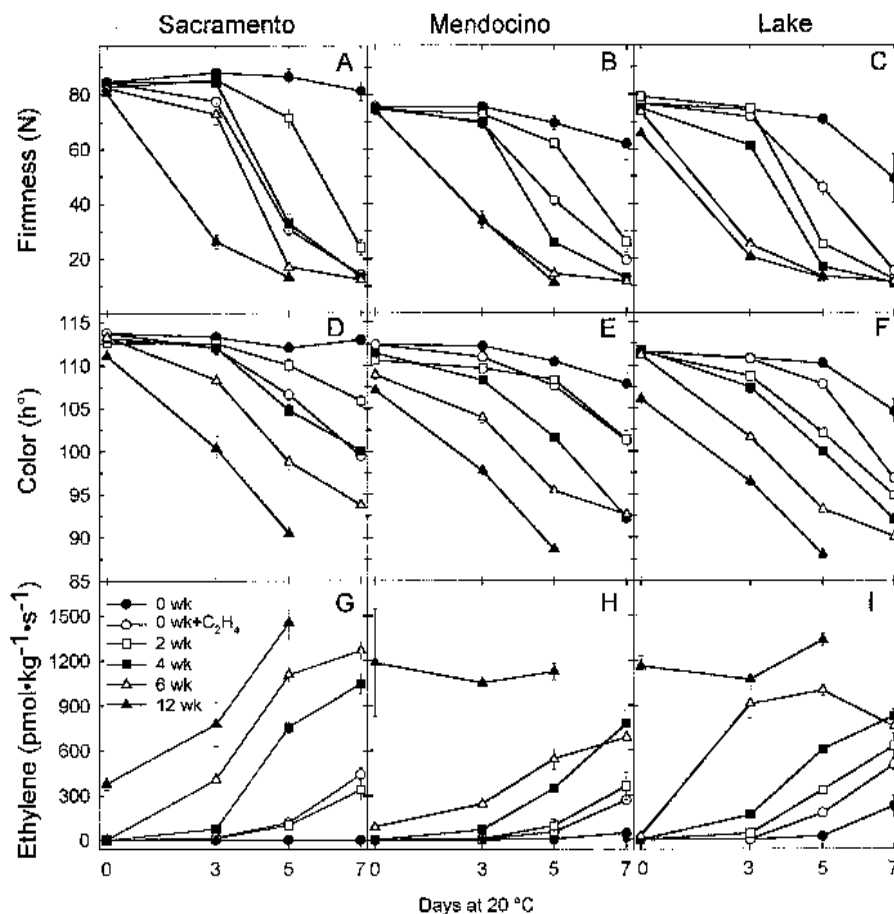 Sacramento Mendocino Lake
A B C
Firmness (N)
80
60
40
20
D E F
Color (h°)
115
110
105
100
95
90
85
G H I
Ethylene (pmol•kg⁻¹•s⁻¹)
1500
1200
900
600
300
0
0 wk
0 wk+C₂H₄
2 wk
4 wk
6 wk
12 wk
0 3 5 7 0 3 5 7 0 3 5 7
Days at 20 °C